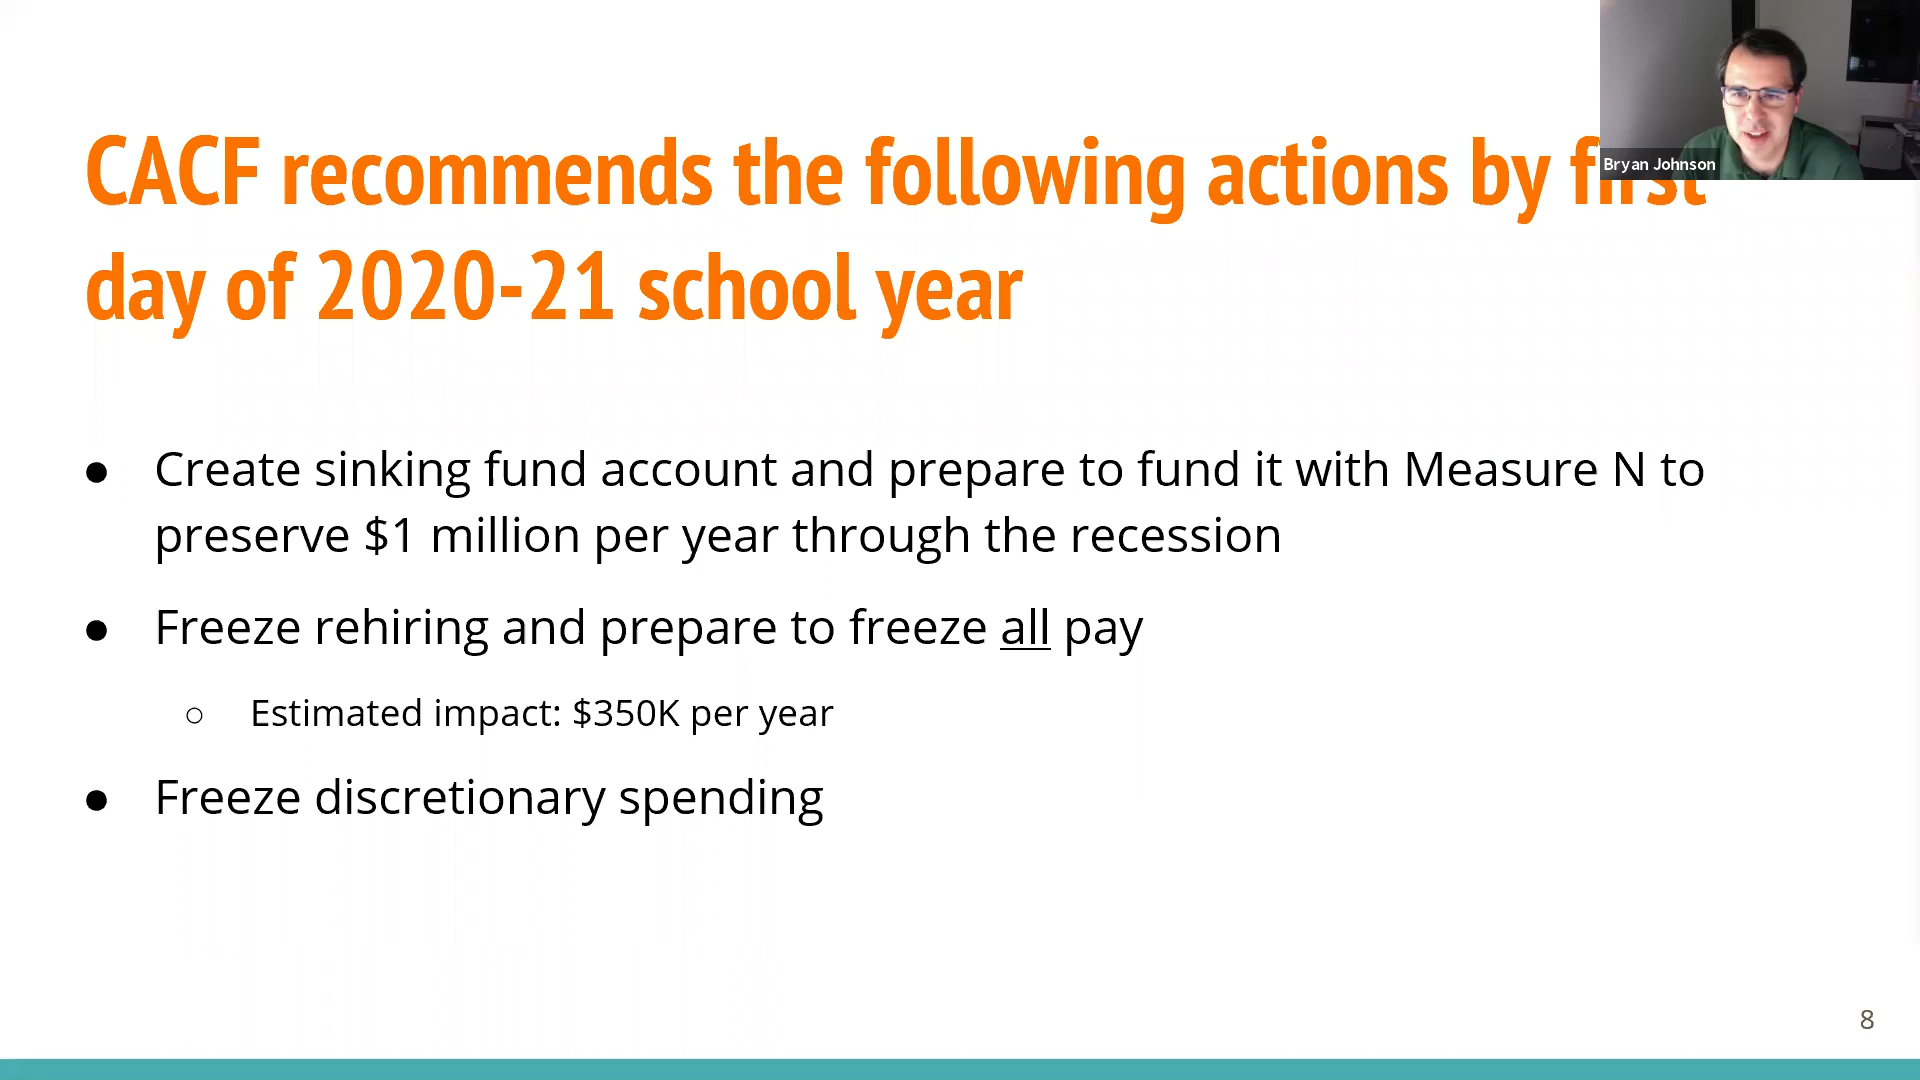 CACF recommends the following actions by first
day of 2020-21 school year
Bryan Johnson
● Create sinking fund account and prepare to fund it with Measure N to
preserve $1 million per year through the recession
● Freeze rehiring and prepare to freeze all pay
○ Estimated impact: $350K per year
● Freeze discretionary spending
8